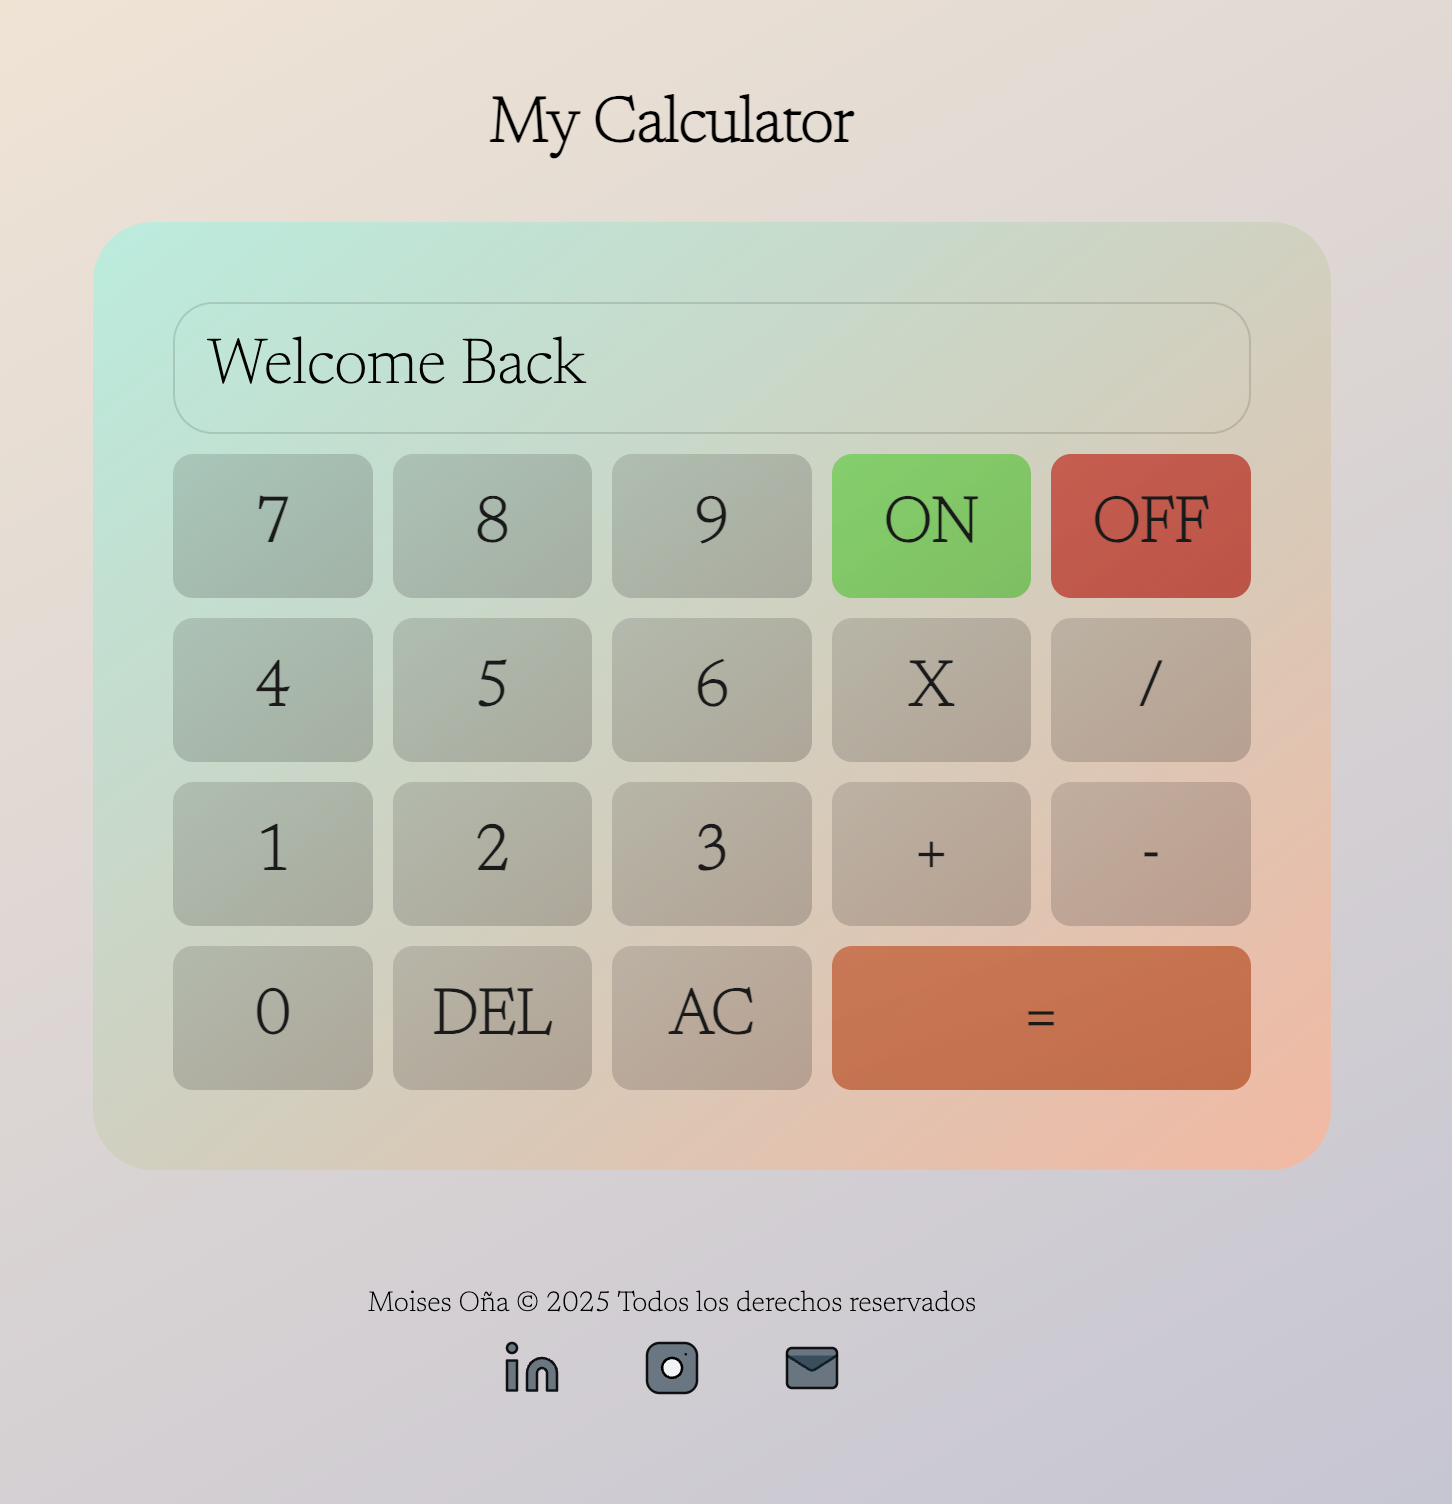 My Calculator
Welcome Back
7 8 9 ON OFF
4 5 6 X /
1 2 3 + -
0 DEL AC =
Moises Oña © 2025 Todos los derechos reservados
in